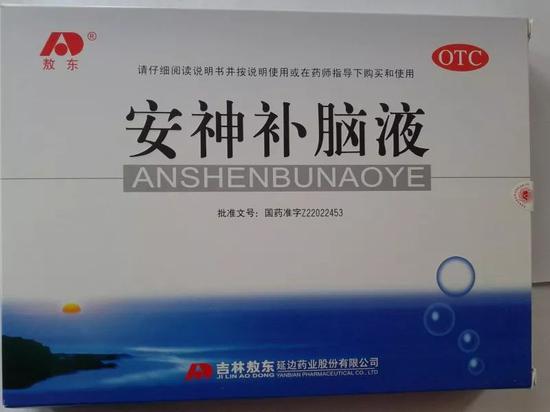 敖东®
OTC
请仔细阅读说明书并按说明使用或在药师指导下购买和使用
安神补脑液
ANSHENBUNAOYE
批准文号：国药准字Z22022453
吉林敖东延边药业股份有限公司
JI LIN AO DONG YANBIAN PHARMACEUTICAL CO., LTD